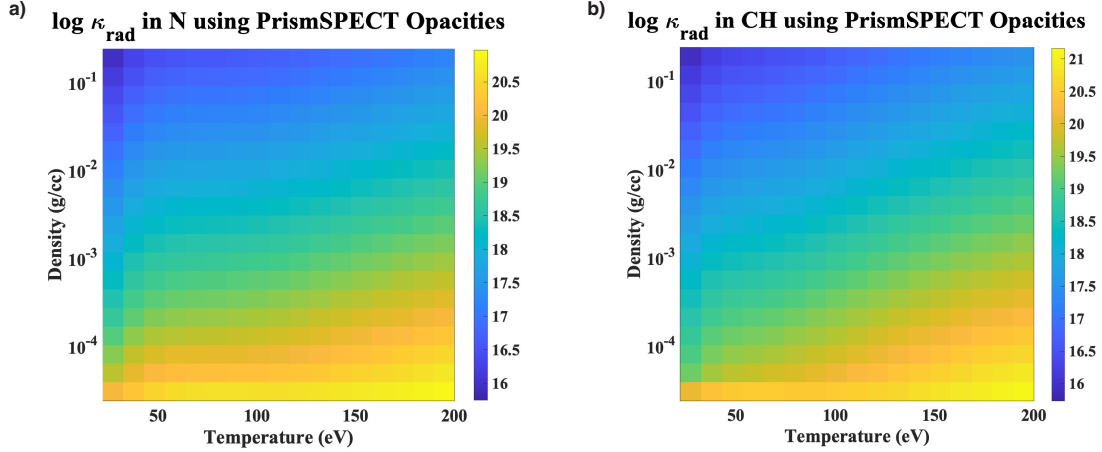 a)
log κrad in N using PrismSPECT Opacities
10-1
10-2
10-3
10-4
Density (g/cc)
50 100 150 200
Temperature (eV)
20.5
20
19.5
19
18.5
18
17.5
17
16.5
16
b)
log κrad in CH using PrismSPECT Opacities
10-1
10-2
10-3
10-4
Density (g/cc)
50 100 150 200
Temperature (eV)
21
20.5
20
19.5
19
18.5
18
17.5
17
16.5
16